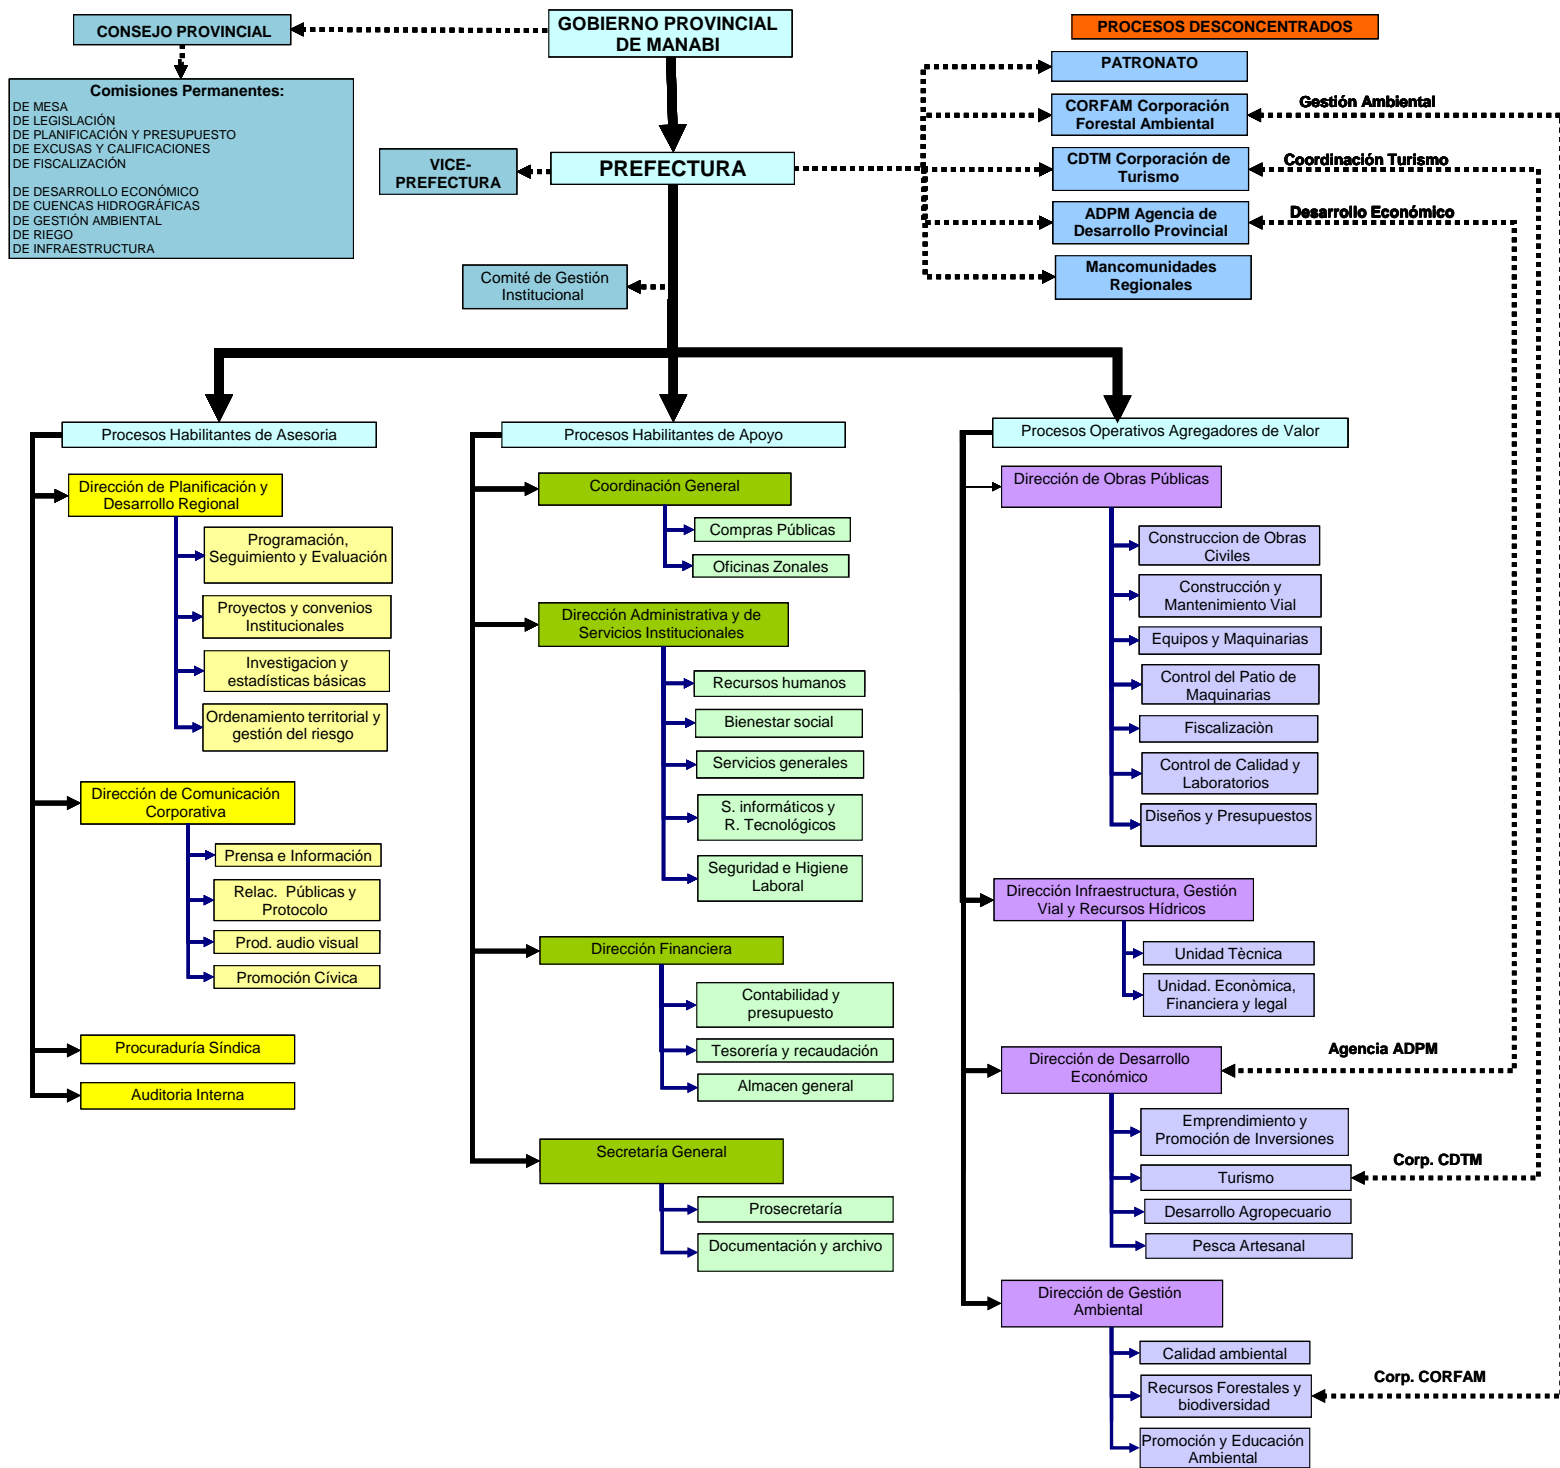 CONSEJO PROVINCIAL
GOBIERNO PROVINCIAL
DE MANABI
PROCESOS DESCONCENTRADOS
Comisiones Permanentes:
DE MESA
DE LEGISLACIÓN
DE PLANIFICACIÓN Y PRESUPUESTO
DE EXCUSAS Y CALIFICACIONES
DE FISCALIZACIÓN
DE DESARROLLO ECONÓMICO
DE CUENCAS HIDROGRÁFICAS
DE GESTIÓN AMBIENTAL
DE RIEGO
DE INFRAESTRUCTURA
VICE-
PREFECTURA
PREFECTURA
Comité de Gestión
Institucional
PATRONATO
CORFAM Corporación
Forestal Ambiental
Gestión Ambiental
CDTM Corporación de
Turismo
Coordinación Turismo
ADPM Agencia de
Desarrollo Provincial
Desarrollo Económico
Mancomunidades
Regionales
Procesos Habilitantes de Asesoria
Dirección de Planificación y
Desarrollo Regional
Programación,
Seguimiento y Evaluación
Proyectos y convenios
Institucionales
Investigacion y
estadísticas básicas
Ordenamiento territorial y
gestión del riesgo
Dirección de Comunicación
Corporativa
Prensa e Información
Relac.  Públicas y
Protocolo
Prod. audio visual
Promoción Cívica
Procuraduría Síndica
Auditoria Interna
Procesos Habilitantes de Apoyo
Coordinación General
Compras Públicas
Oficinas Zonales
Dirección Administrativa y de
Servicios Institucionales
Recursos humanos
Bienestar social
Servicios generales
S. informáticos y
R. Tecnológicos
Seguridad e Higiene
Laboral
Dirección Financiera
Contabilidad y
presupuesto
Tesorería y recaudación
Almacen general
Secretaría General
Prosecretaría
Documentación y archivo
Procesos Operativos Agregadores de Valor
Dirección de Obras Públicas
Construccion de Obras
Civiles
Construcción y
Mantenimiento Vial
Equipos y Maquinarias
Control del Patio de
Maquinarias
Fiscalizaciòn
Control de Calidad y
Laboratorios
Diseños y Presupuestos
Dirección Infraestructura, Gestión
Vial y Recursos Hídricos
Unidad Tècnica
Unidad. Econòmica,
Financiera y legal
Dirección de Desarrollo
Económico
Agencia ADPM
Emprendimiento y
Promoción de Inversiones
Turismo
Corp. CDTM
Desarrollo Agropecuario
Pesca Artesanal
Dirección de Gestión
Ambiental
Calidad ambiental
Recursos Forestales y
biodiversidad
Corp. CORFAM
Promoción y Educación
Ambiental